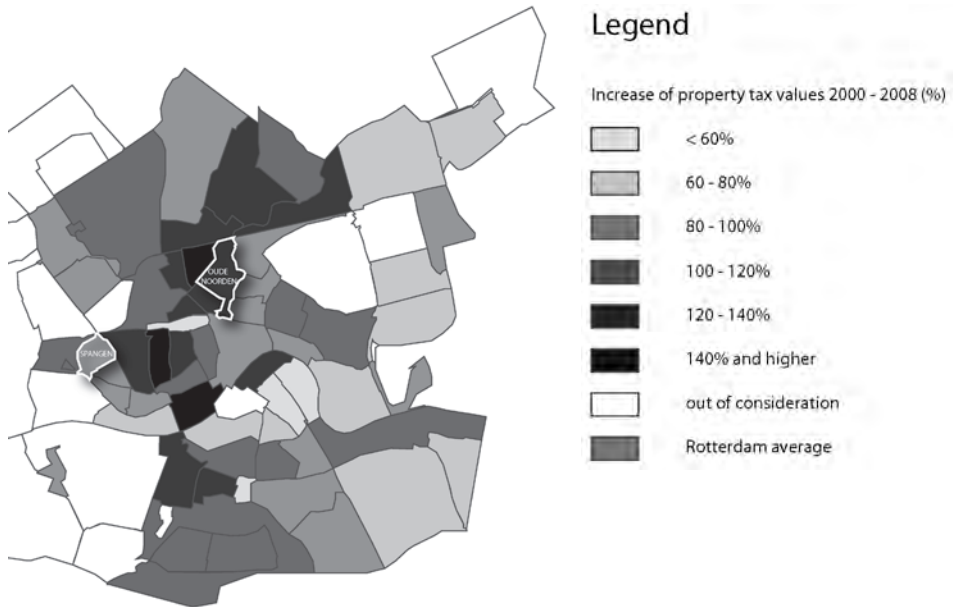 Legend
Increase of property tax values 2000 - 2008 (%)
< 60%
60 - 80%
80 - 100%
100 - 120%
120 - 140%
140% and higher
out of consideration
Rotterdam average
OUDE
NOORDEN
SPANGEN